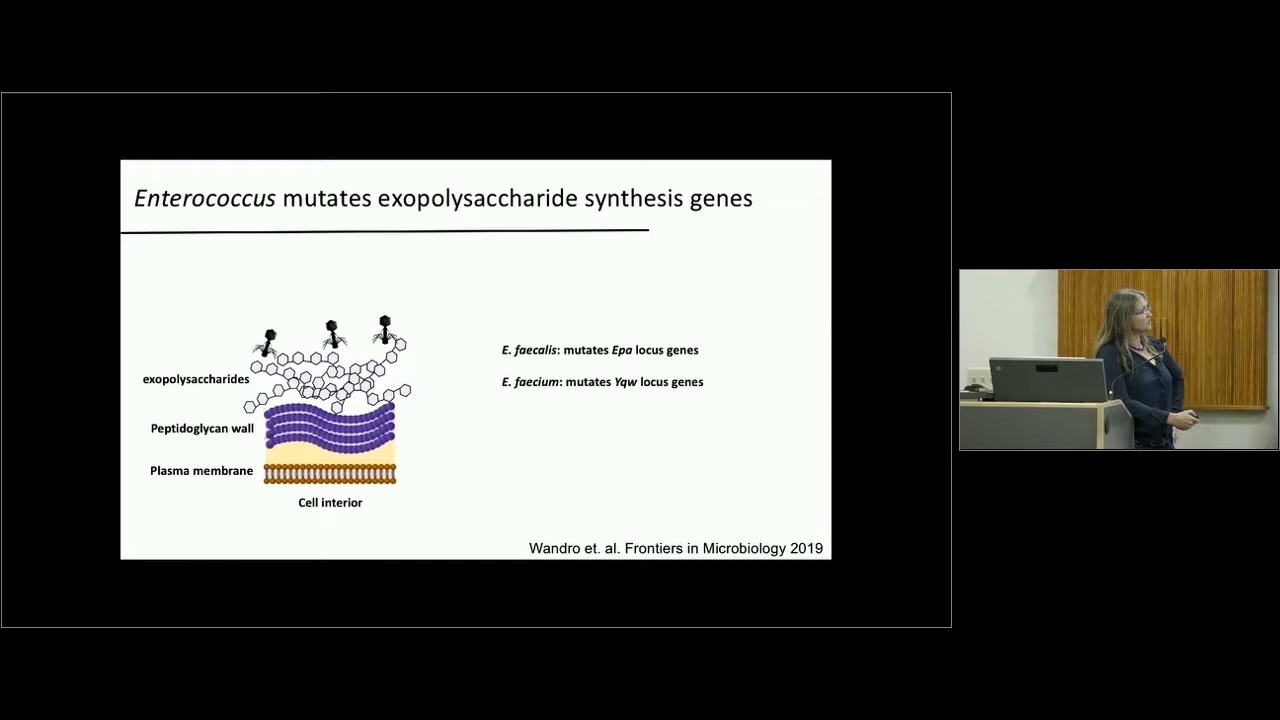 Enterococcus mutates exopolysaccharide synthesis genes
exopolysaccharides
Peptidoglycan wall
Plasma membrane
Cell interior
E. faecalis: mutates Epa locus genes
E. faecium: mutates Yqw locus genes
Wandro et. al. Frontiers in Microbiology 2019